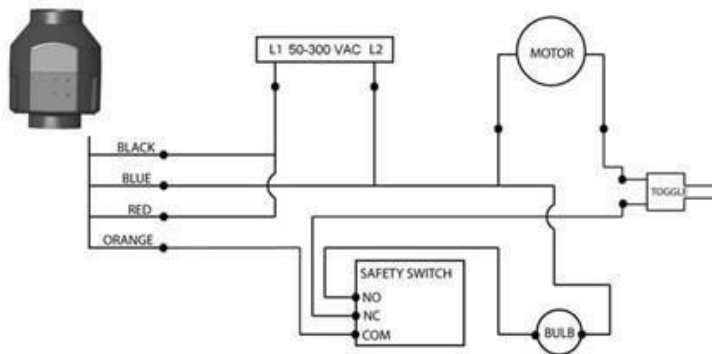 L1 50-300 VAC L2
MOTOR
BLACK
BLUE
RED
ORANGE
TOGGLE
SAFETY SWITCH
NO
NC
COM
BULB